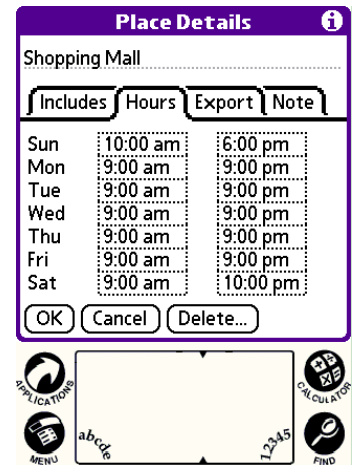 Place Details
Shopping Mall
Includes Hours Export Note
Sun 10:00 am 6:00 pm
Mon 9:00 am 9:00 pm
Tue 9:00 am 9:00 pm
Wed 9:00 am 9:00 pm
Thu 9:00 am 9:00 pm
Fri 9:00 am 9:00 pm
Sat 9:00 am 10:00 pm
OK Cancel Delete...
APPLICATIONS CALCULATOR
MENU abcde 12345 FIND